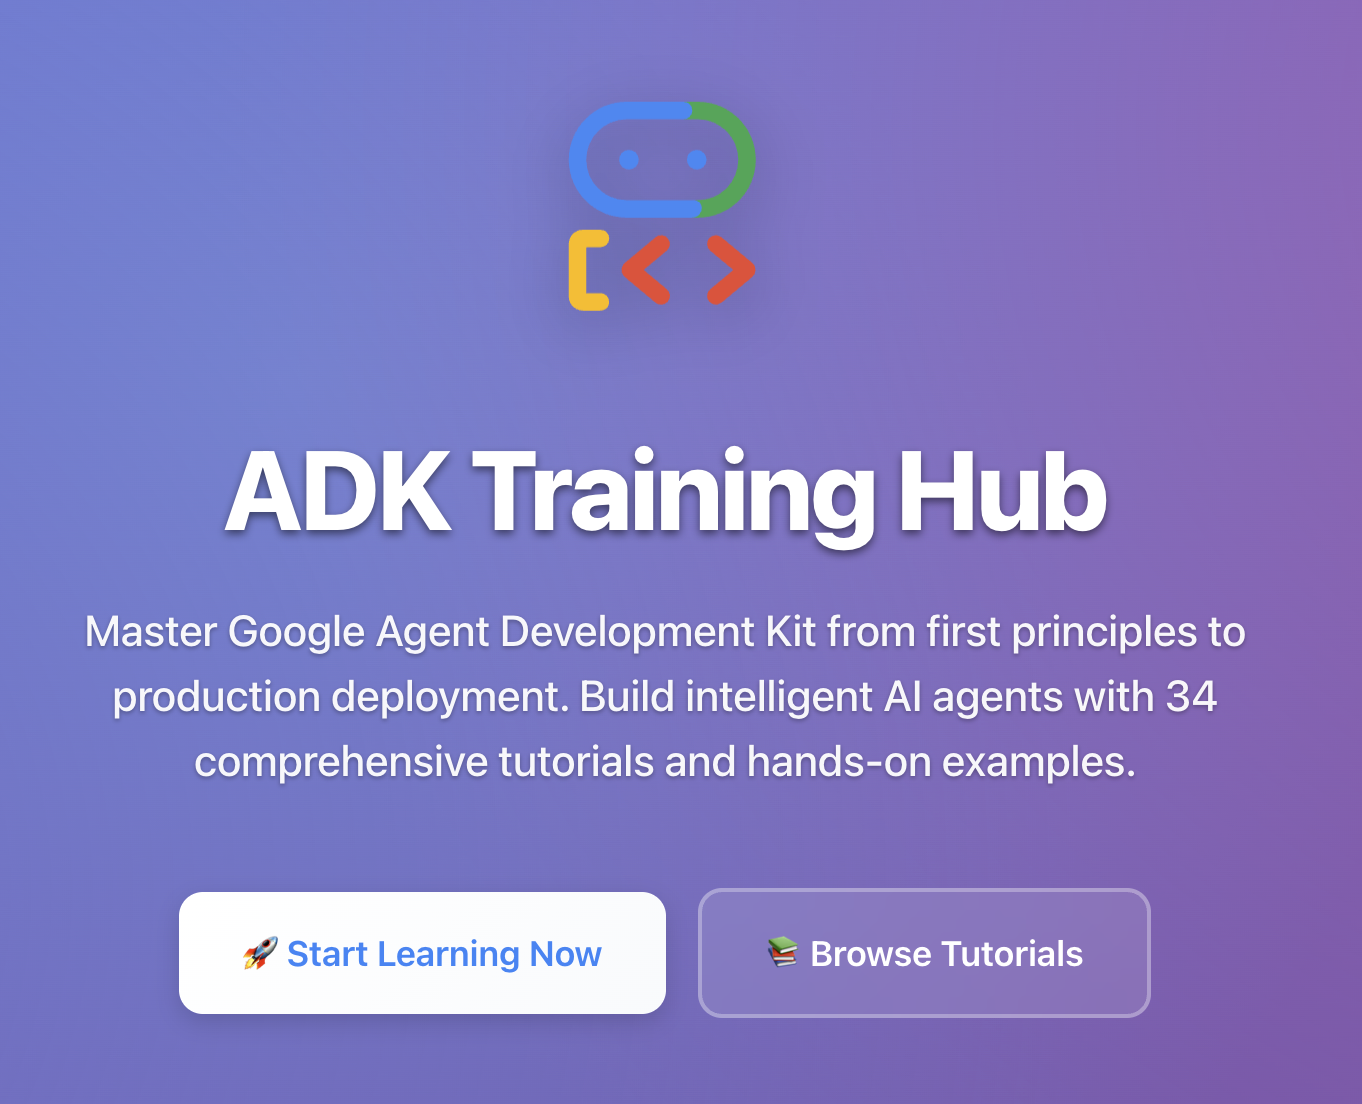 ADK Training Hub
Master Google Agent Development Kit from first principles to
production deployment. Build intelligent AI agents with 34
comprehensive tutorials and hands-on examples.
🚀 Start Learning Now
📚 Browse Tutorials